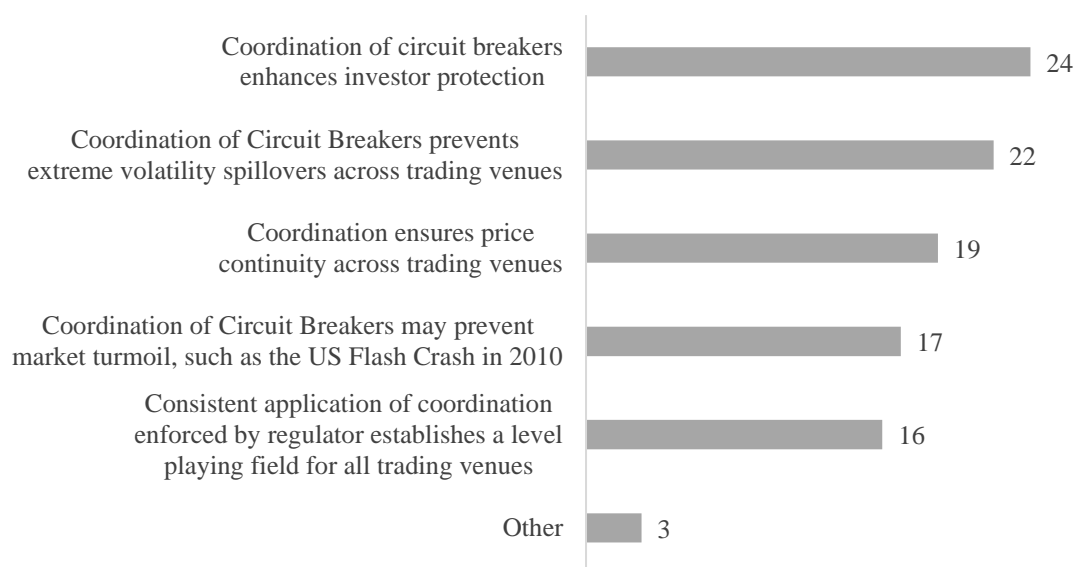 Coordination of circuit breakers
enhances investor protection
24
Coordination of Circuit Breakers prevents
extreme volatility spillovers across trading venues
22
Coordination ensures price
continuity across trading venues
19
Coordination of Circuit Breakers may prevent
market turmoil, such as the US Flash Crash in 2010
17
Consistent application of coordination
enforced by regulator establishes a level
playing field for all trading venues
16
Other
3